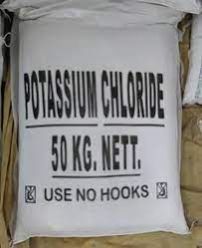 POTASSIUM CHLORIDE
50 KG. NETT.
USE NO HOOKS